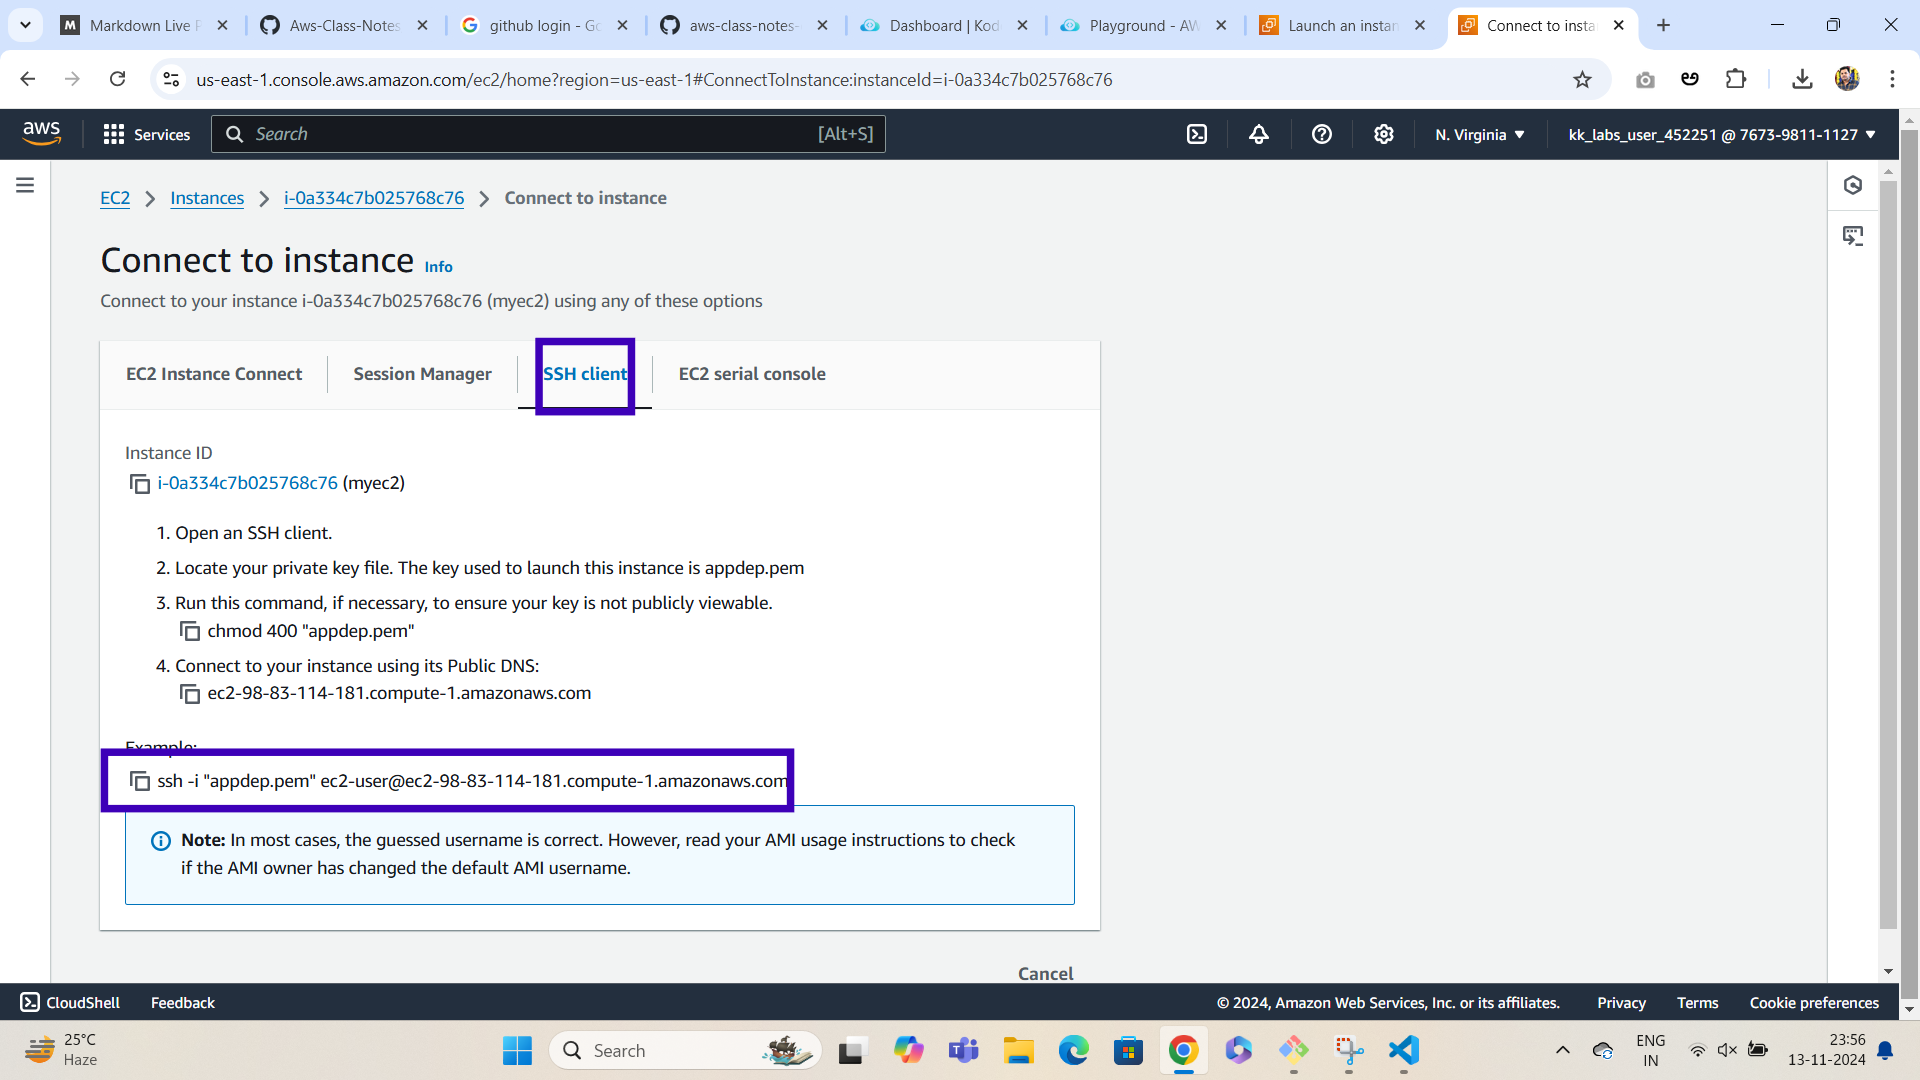 Markdown Live P
Aws-Class-Notes
github login - Go
aws-class-notes-
Dashboard | Kod
Playground - AW
Launch an instan
Connect to insta
us-east-1.console.aws.amazon.com/ec2/home?region=us-east-1#ConnectToInstance:instanceId=i-0a334c7b025768c76
aws
Services
Search
[Alt+S]
N. Virginia
kk_labs_user_452251 @ 7673-9811-1127
EC2
Instances
i-0a334c7b025768c76
Connect to instance
Connect to instance Info
Connect to your instance i-0a334c7b025768c76 (myec2) using any of these options
EC2 Instance Connect
Session Manager
SSH client
EC2 serial console
Instance ID
i-0a334c7b025768c76 (myec2)
1. Open an SSH client.
2. Locate your private key file. The key used to launch this instance is appdep.pem
3. Run this command, if necessary, to ensure your key is not publicly viewable.
chmod 400 "appdep.pem"
4. Connect to your instance using its Public DNS:
ec2-98-83-114-181.compute-1.amazonaws.com
Example:
ssh -i "appdep.pem" ec2-user@ec2-98-83-114-181.compute-1.amazonaws.com
Note: In most cases, the guessed username is correct. However, read your AMI usage instructions to check
if the AMI owner has changed the default AMI username.
Cancel
CloudShell
Feedback
© 2024, Amazon Web Services, Inc. or its affiliates.
Privacy
Terms
Cookie preferences
25°C
Haze
Search
ENG
IN
23:56
13-11-2024